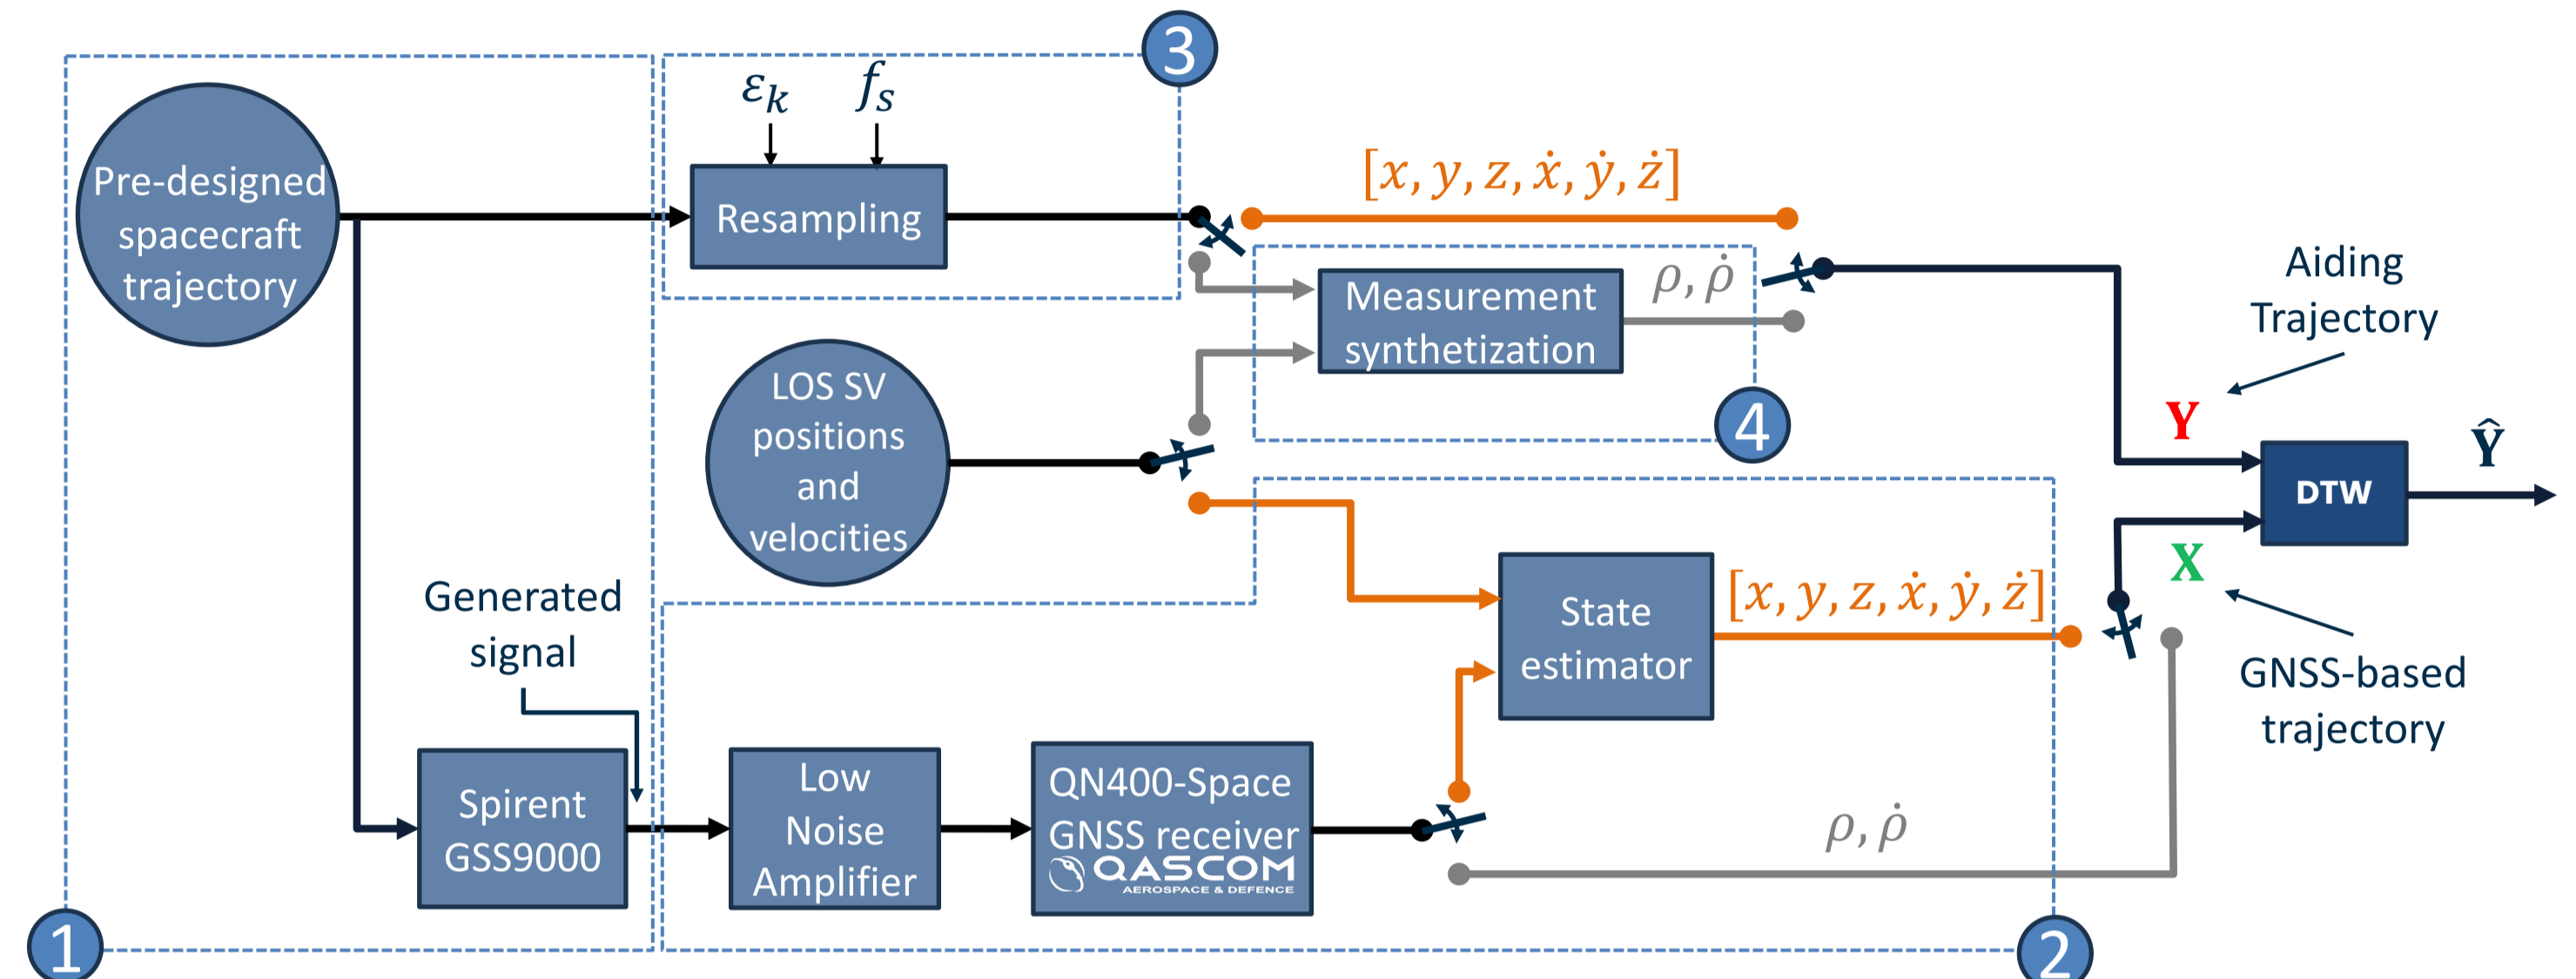 3
εₖ
fₛ
Pre-designed
spacecraft
trajectory
Resampling
[x, y, z, ẋ, ẏ, ż]
Measurement
synthetization
ρ, ρ̇
4
Aiding
Trajectory
LOS SV
positions
and
velocities
Y
DTW
Ŷ
X
Generated
signal
State
estimator
[x, y, z, ẋ, ẏ, ż]
GNSS-based
trajectory
Spirent
GSS9000
Low
Noise
Amplifier
QN400-Space
GNSS receiver
QASCOM
AEROSPACE & DEFENCE
ρ, ρ̇
1
2